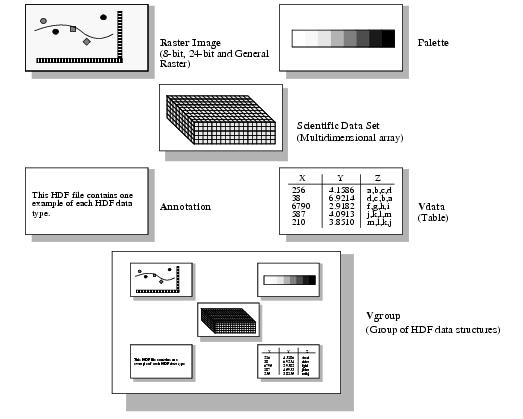 Raster Image
(8-bit, 24-bit and General
Raster)
Palette
Scientific Data Set
(Multidimensional array)
This HDF file contains one
example of each HDF data
type.
Annotation
X Y Z
256 4.1586 a,b,c,d
38 6.9214 d,c,b,a
6790 2.9182 f,g,h,i
587 4.0913 j,k,l,m
210 3.8510 m,l,k,j
Vdata
(Table)
Vgroup
(Group of HDF data structures)
This HDF file contains one
example of each HDF data type.